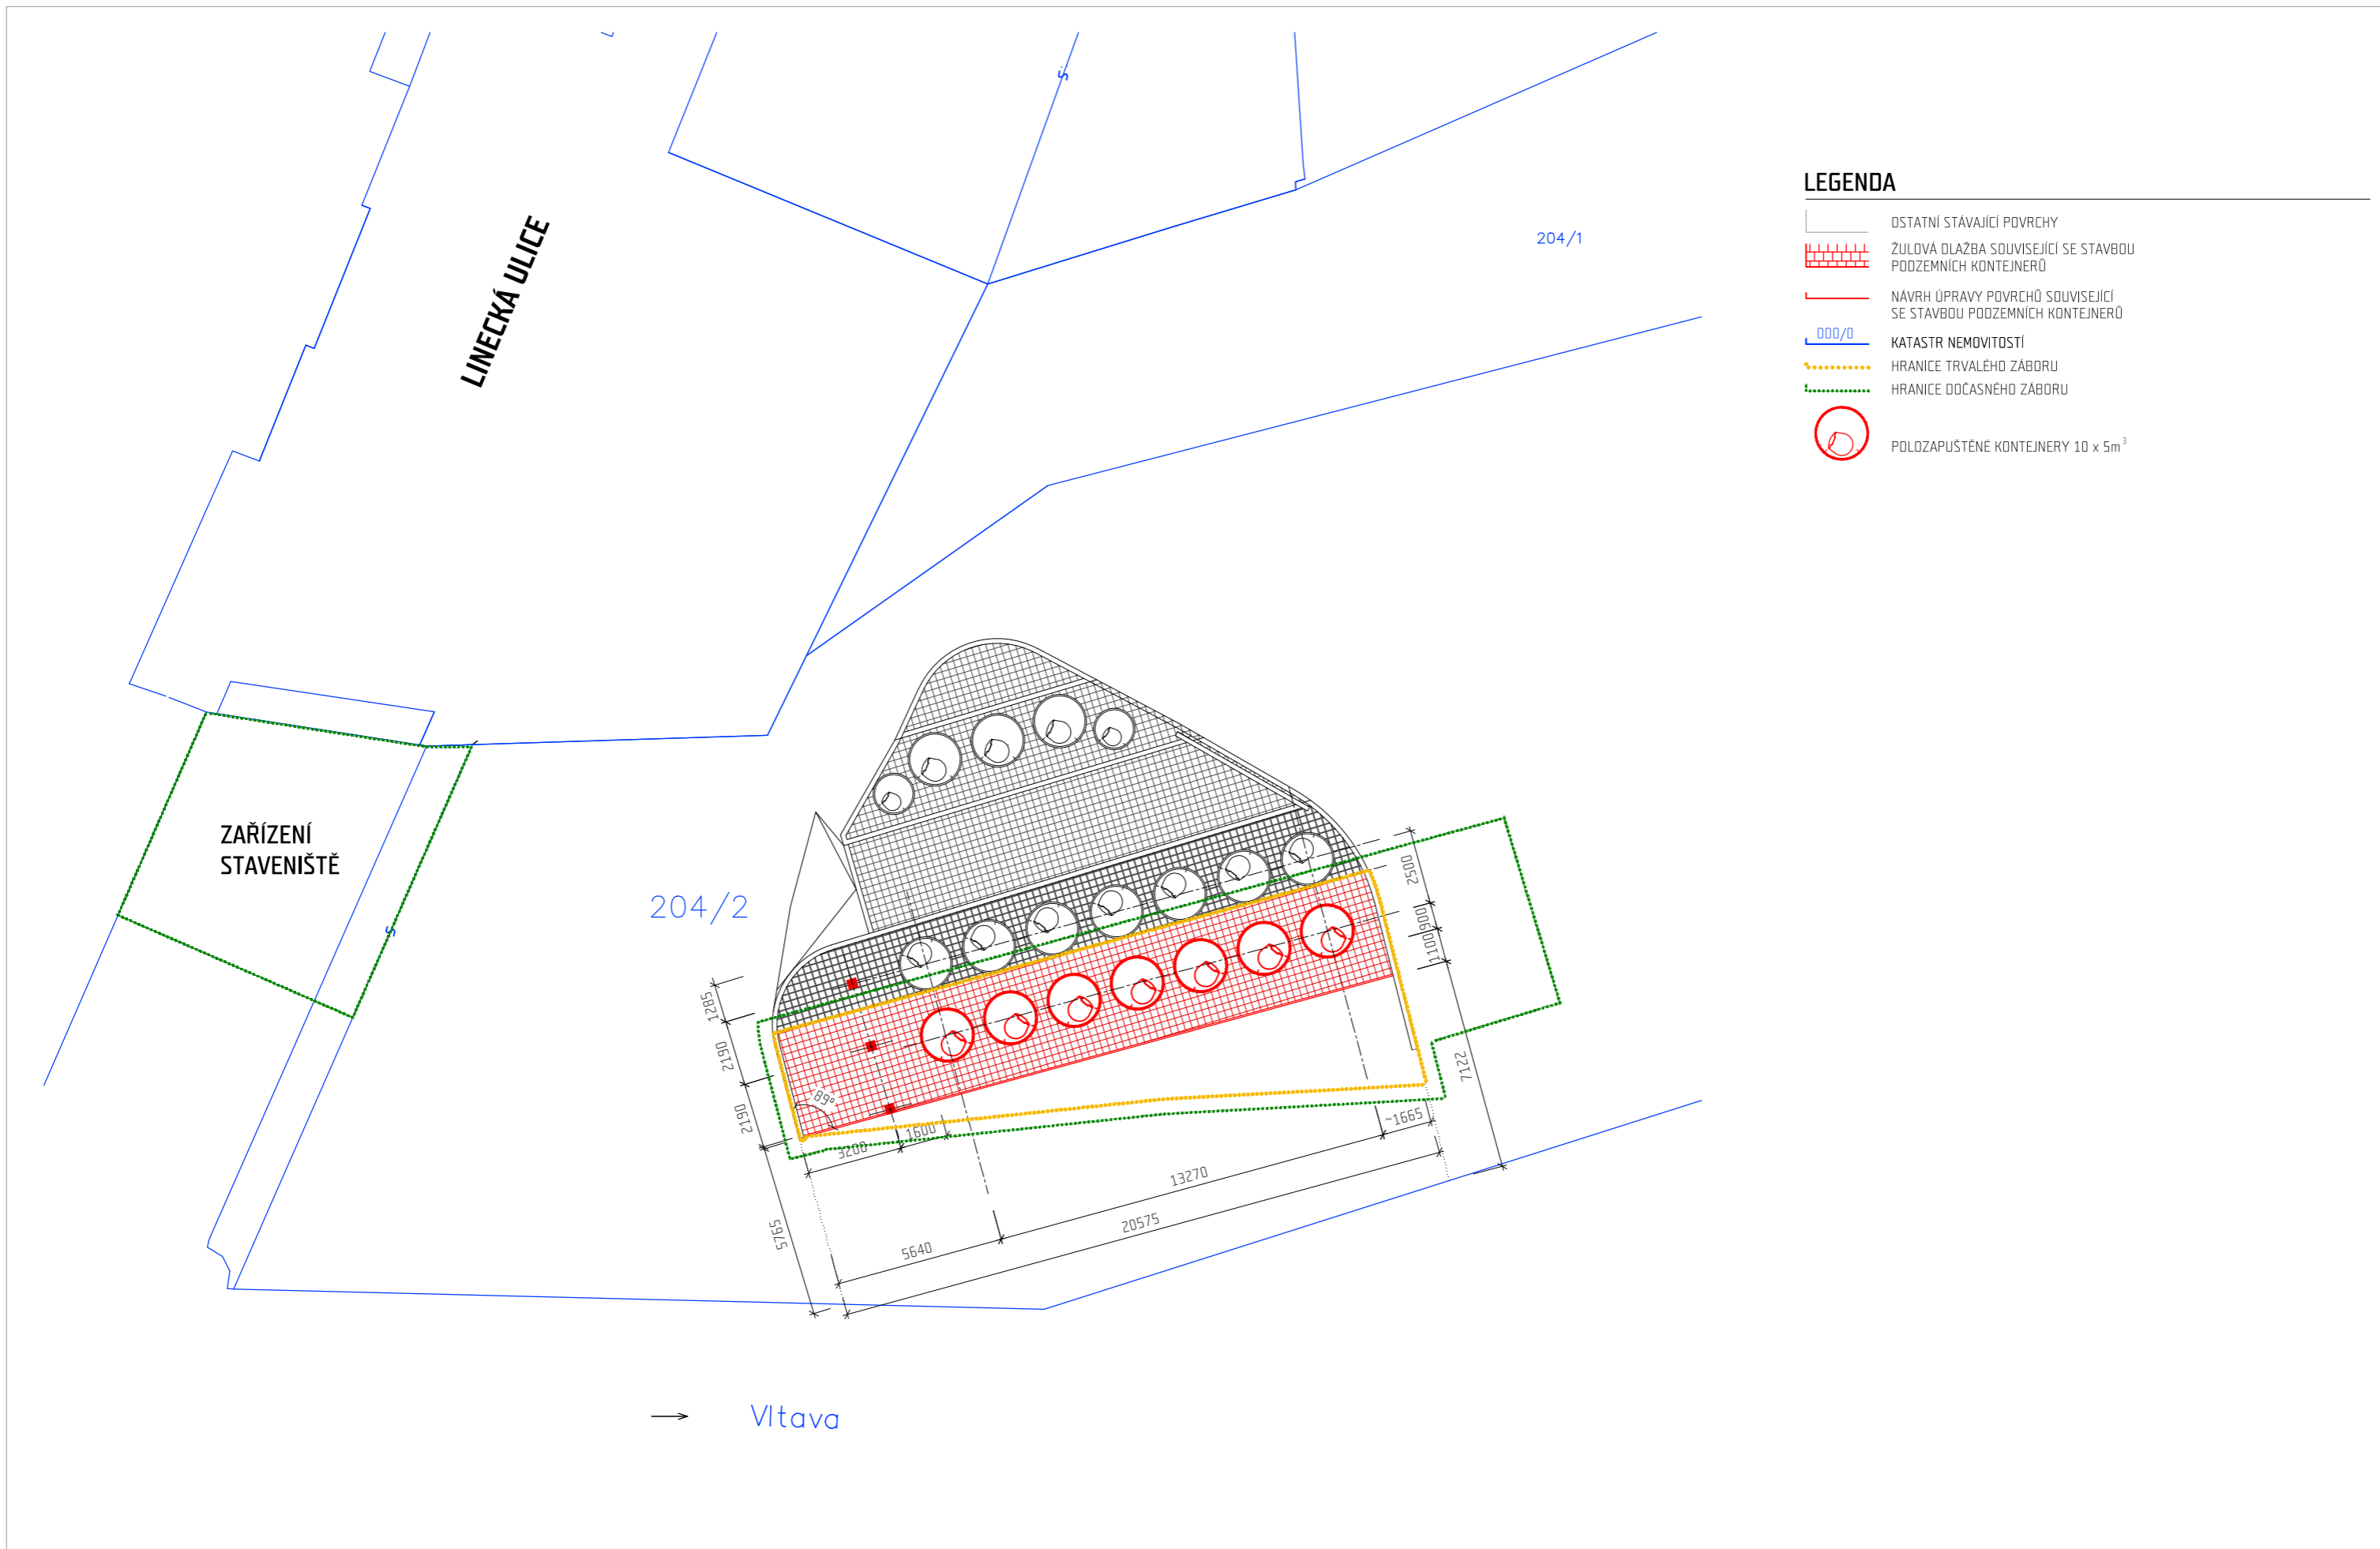 LINECKÁ ULICE
204/1
LEGENDA
OSTATNÍ STÁVAJÍCÍ POVRCHY
ŽULOVÁ DLAŽBA SOUVISEJÍCÍ SE STAVBOU
PODZEMNÍCH KONTEJNERŮ
NÁVRH ÚPRAVY POVRCHŮ SOUVISEJÍCÍ
SE STAVBOU PODZEMNÍCH KONTEJNERŮ
000/0
KATASTR NEMOVITOSTÍ
HRANICE TRVALÉHO ZÁBORU
HRANICE DOČASNÉHO ZÁBORU
POLOZAPUŠTĚNÉ KONTEJNERY 10 x 5m³
ZAŘÍZENÍ
STAVENIŠTĚ
204/2
2500
900
1100
7122
1285
2190
2190
5765
89°
3200
1600
~1665
13270
20575
5640
Vltava